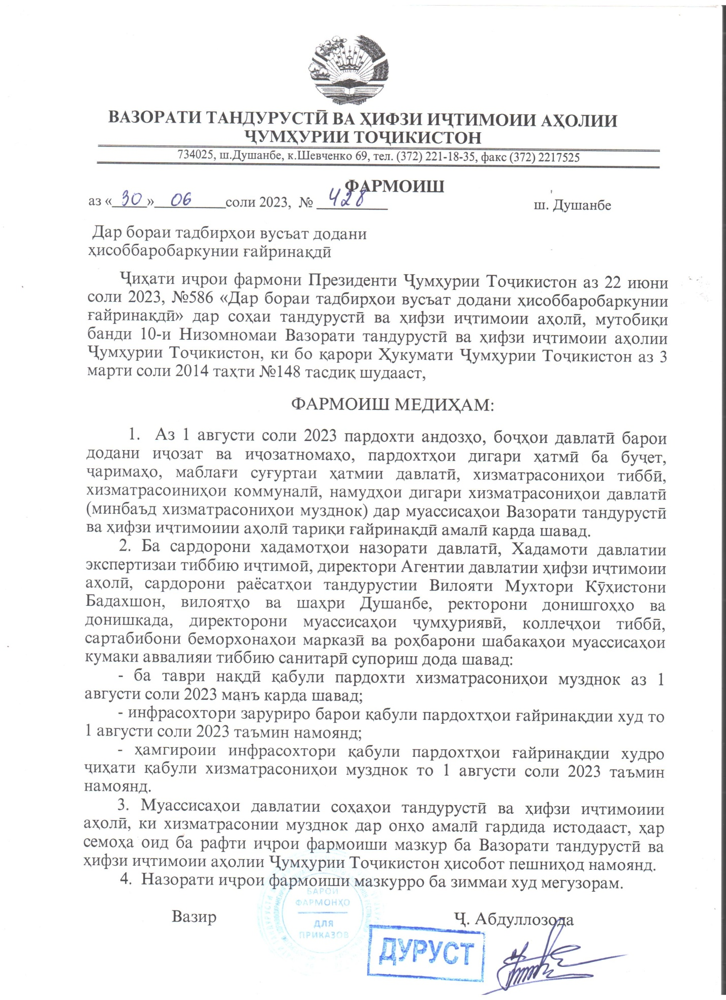 ВАЗОРАТИ ТАНДУРУСТӢ ВА ҲИФЗИ ИҶТИМОИИ АҲОЛИИ
ҶУМҲУРИИ ТОҶИКИСТОН
734025, ш.Душанбе, к.Шевченко 69, тел. (372) 221-18-35, факс (372) 2217525
ФАРМОИШ
аз «30» 06 соли 2023, № 428 ш. Душанбе
Дар бораи тадбирҳои вусъат додани
ҳисоббаробаркунии ғайринақдӣ
Ҷиҳати иҷрои фармони Президенти Ҷумҳурии Тоҷикистон аз 22 июни
соли 2023, №586 «Дар бораи тадбирҳои вусъат додани ҳисоббаробаркунии
ғайринақдӣ» дар соҳаи тандурустӣ ва ҳифзи иҷтимоии аҳолӣ, мутобиқи
банди 10-и Низомномаи Вазорати тандурустӣ ва ҳифзи иҷтимоии аҳолии
Ҷумҳурии Тоҷикистон, ки бо қарори Ҳукумати Ҷумҳурии Тоҷикистон аз 3
марти соли 2014 таҳти №148 тасдиқ шудааст,
ФАРМОИШ МЕДИҲАМ:
1. Аз 1 августи соли 2023 пардохти андозҳо, боҷҳои давлатӣ барои
додани иҷозат ва иҷозатномаҳо, пардохтҳои дигари ҳатмӣ ба буҷет,
ҷаримаҳо, маблағи суғуртаи ҳатмии давлатӣ, хизматрасониҳои тиббӣ,
хизматрасоиниҳои коммуналӣ, намудҳои дигари хизматрасониҳои давлатӣ
(минбаъд хизматрасониҳои музднок) дар муассисаҳои Вазорати тандурустӣ
ва ҳифзи иҷтимоиии аҳолӣ тариқи ғайринақдӣ амалӣ карда шавад.
2. Ба сардорони хадамотҳои назорати давлатӣ, Хадамоти давлатии
экспертизаи тиббию иҷтимоӣ, директори Агентии давлатии ҳифзи иҷтимоии
аҳолӣ, сардорони раёсатҳои тандурустии Вилояти Мухтори Кӯҳистони
Бадахшон, вилоятҳо ва шаҳри Душанбе, ректорони донишгоҳҳо ва
донишкада, директорони муассисаҳои ҷумҳуриявӣ, коллеҷҳои тиббӣ,
сартабибони беморхонаҳои марказӣ ва роҳбарони шабакаҳои муассисаҳои
кумаки аввалияи тиббию санитарӣ супориш дода шавад:
- ба таври нақдӣ қабули пардохти хизматрасониҳои музднок аз 1
августи соли 2023 манъ карда шавад;
- инфрасохтори заруриро барои қабули пардохтҳои ғайринақдии худ то
1 августи соли 2023 таъмин намоянд;
- ҳамгироии инфрасохтори қабули пардохтҳои ғайринақдии худро
ҷиҳати қабули хизматрасониҳои музднок то 1 августи соли 2023 таъмин
намоянд.
3. Муассисаҳои давлатии соҳаҳои тандурустӣ ва ҳифзи иҷтимоиии
аҳолӣ, ки хизматрасонии музднок дар онҳо амалӣ гардида истодааст, ҳар
семоҳа оид ба рафти иҷрои фармоиши мазкур ба Вазорати тандурустӣ ва
ҳифзи иҷтимоии аҳолии Ҷумҳурии Тоҷикистон ҳисобот пешниҳод намоянд.
4. Назорати иҷрои фармоиши мазкурро ба зиммаи худ мегузорам.
Вазир Ҷ. Абдуллозода
БАРОИ
ФАРМОНҲО
ДЛЯ
ПРИКАЗОВ
ДУРУСТ